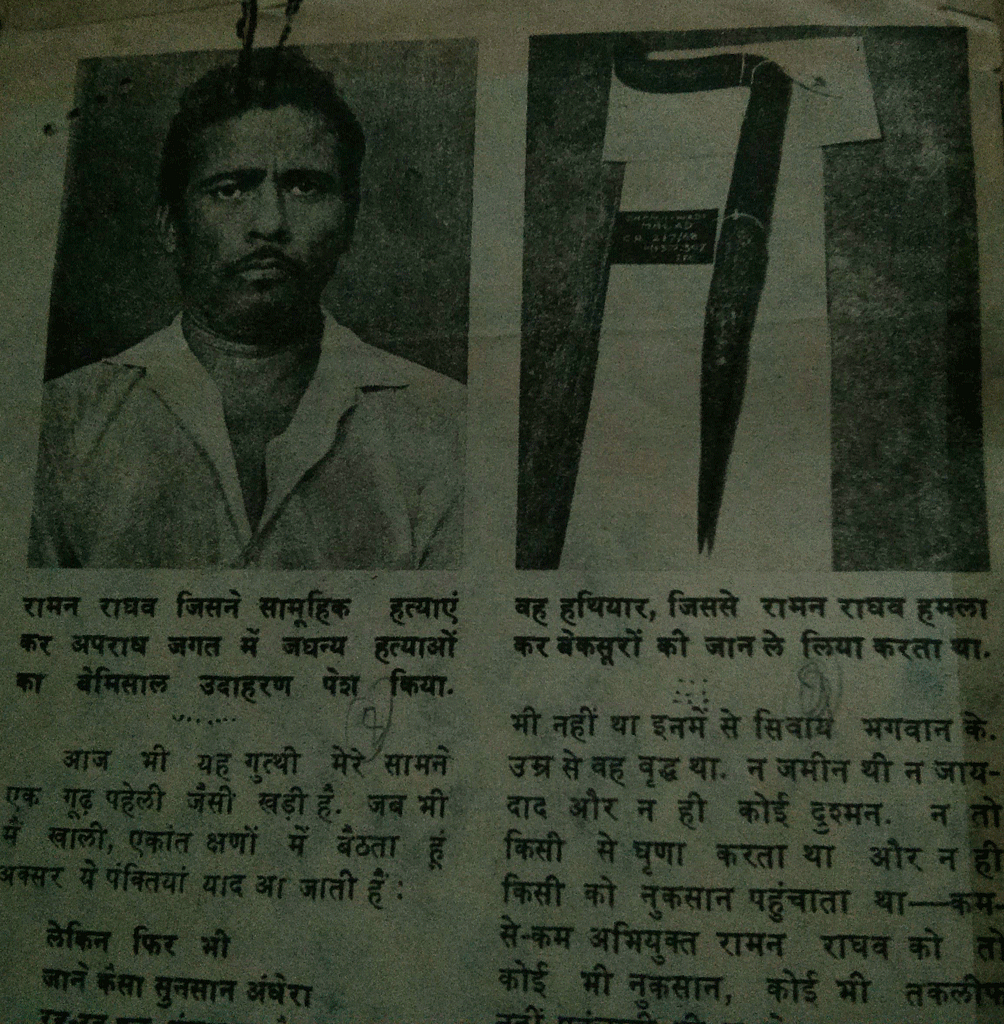 MALAD
रामन राघव जिसने सामूहिक हत्याएं
कर अपराध जगत में जघन्य हत्याओं
का बेमिसाल उदाहरण पेश किया.
आज भी यह गुत्थी मेरे सामने
एक गूढ़ पहेली जैसी खड़ी है. जब भी
मैं खाली, एकांत क्षणों में बैठता हूं
अक्सर ये पंक्तियां याद आ जाती हैं :
लेकिन फिर भी
जाने कैसा सुनसान अंधेरा
वह हथियार, जिससे रामन राघव हमला
कर बेकसूरों की जान ले लिया करता था.
भी नहीं था इनमें से सिवाय भगवान के.
उम्र से वह वृद्ध था. न जमीन थी न जाय-
दाद और न ही कोई दुश्मन. न तो
किसी से घृणा करता था और न ही
किसी को नुकसान पहुंचाता था—कम-
से-कम अभियुक्त रामन राघव को तो
कोई भी नुकसान, कोई भी तकलीफ